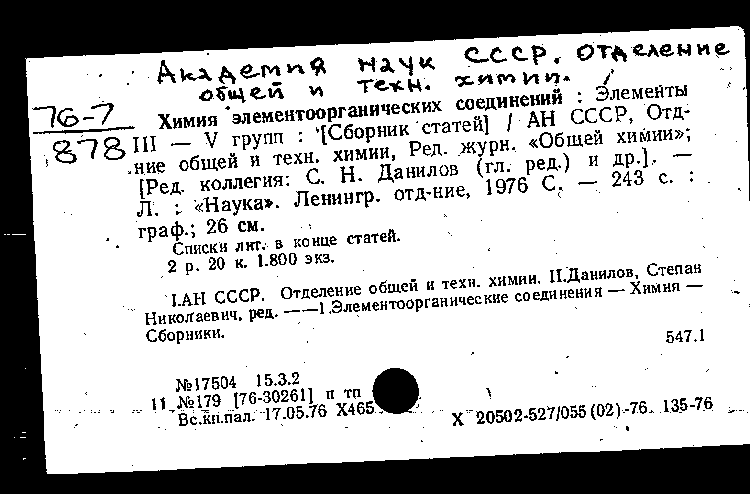 Академия наук СССР. Отделение
общей и техн. химии. /
76-7
878
Химия элементоорганических соединений : Элементы
III — V групп : [Сборник статей] / АН СССР, Отд-
ние общей и техн. химии, Ред. журн. «Общей химии»;
[Ред. коллегия: С. Н. Данилов (гл. ред.) и др.]. —
Л. : «Наука». Ленингр. отд-ние, 1976 С. — 243 с. :
граф.; 26 см.
Списки лит. в конце статей.
2 р. 20 к. 1.800 экз.
I.АН СССР. Отделение общей и техн. химии. II.Данилов, Степан
Николаевич, ред. ——1.Элементоорганические соединения — Химия —
Сборники.
547.1
№17504 15.3.2
11 №179 [76-30261] п тп
Вс.кн.пал. 17.05.76 Х465
Х 20502-527/055 (02)-76 135-76